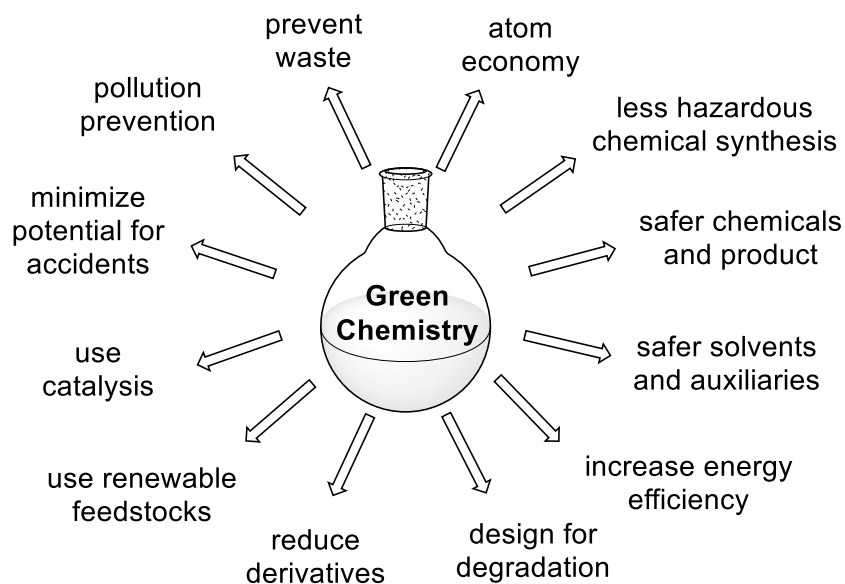 prevent
waste
atom
economy
less hazardous
chemical synthesis
safer chemicals
and product
safer solvents
and auxiliaries
increase energy
efficiency
design for
degradation
reduce
derivatives
use renewable
feedstocks
use
catalysis
minimize
potential for
accidents
pollution
prevention
Green
Chemistry